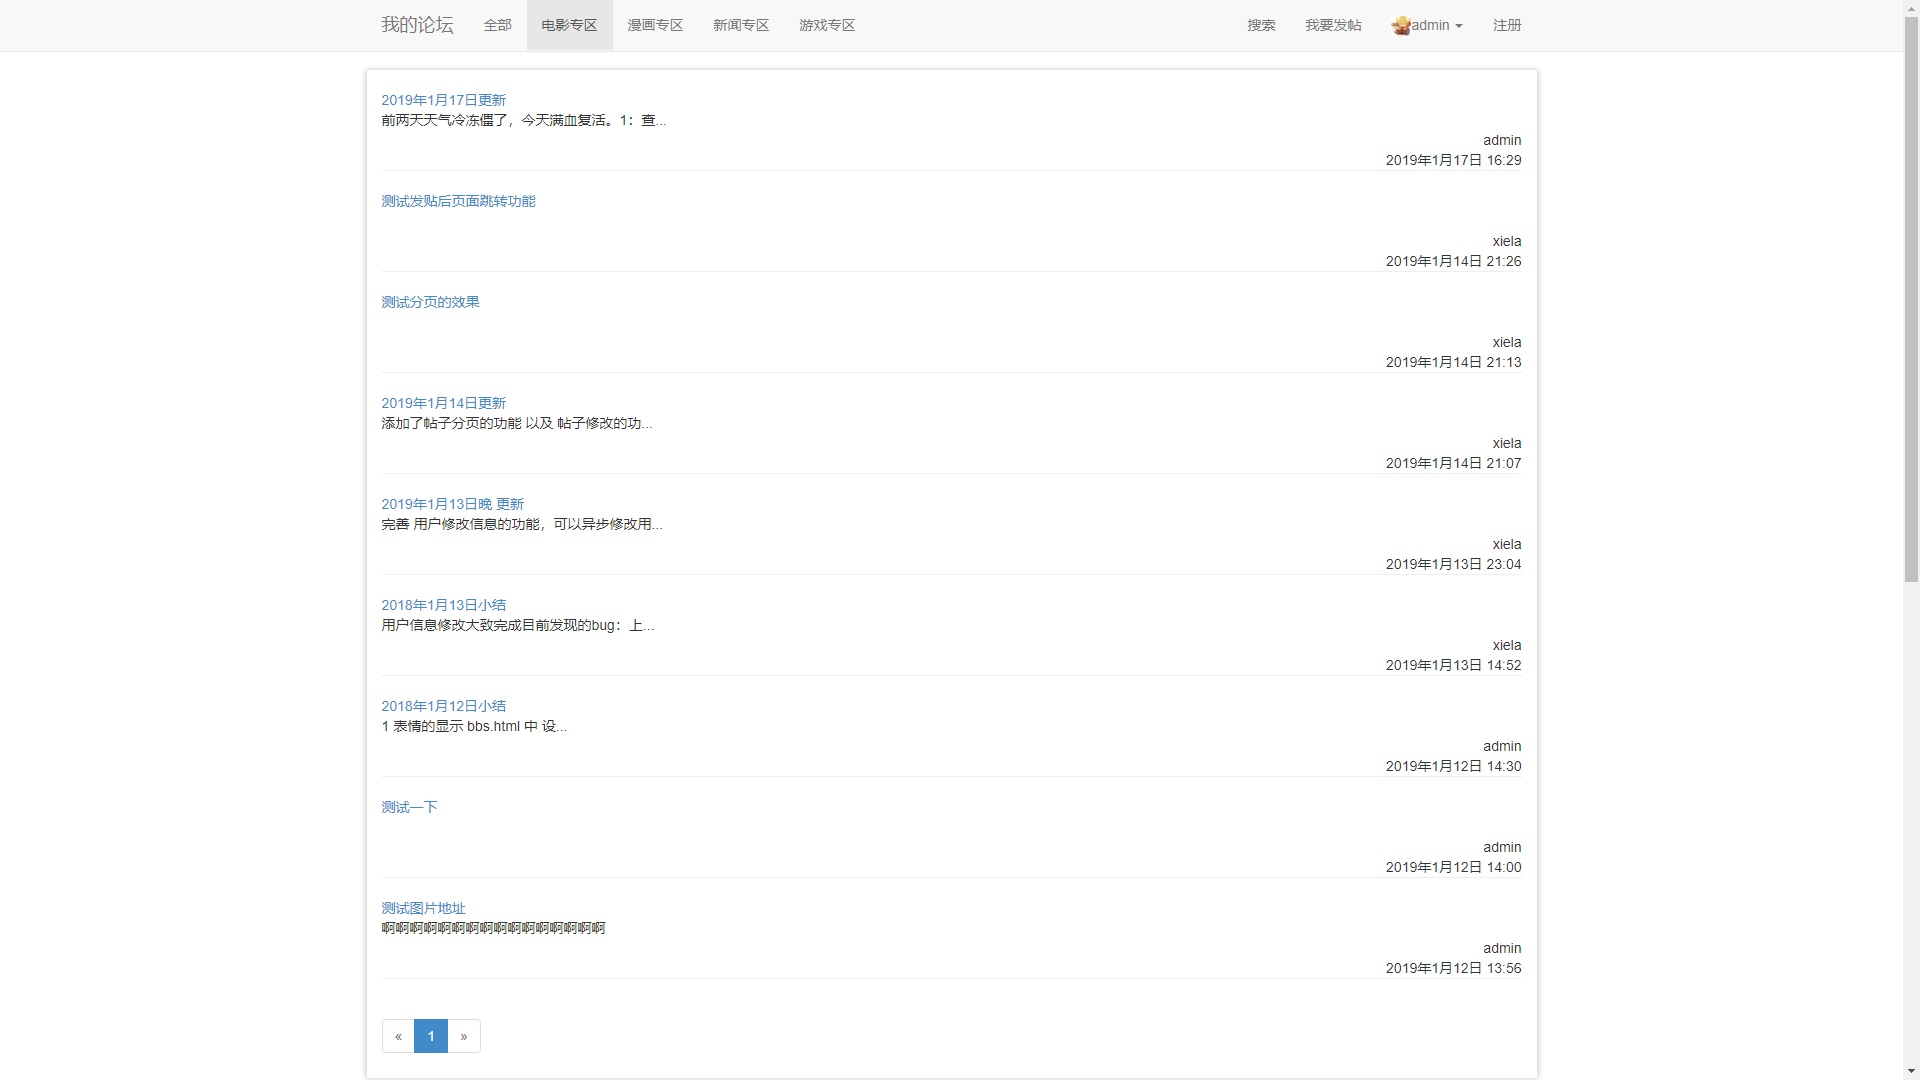 我的论坛 全部 电影专区 漫画专区 新闻专区 游戏专区 搜索 我要发帖 admin 注册
2019年1月17日更新
前两天天气冷冻僵了，今天满血复活。1：查...
admin
2019年1月17日 16:29
测试发贴后页面跳转功能
xiela
2019年1月14日 21:26
测试分页的效果
xiela
2019年1月14日 21:13
2019年1月14日更新
添加了帖子分页的功能 以及 帖子修改的功...
xiela
2019年1月14日 21:07
2019年1月13日晚 更新
完善 用户修改信息的功能，可以异步修改用...
xiela
2019年1月13日 23:04
2018年1月13日小结
用户信息修改大致完成目前发现的bug：上...
xiela
2019年1月13日 14:52
2018年1月12日小结
1 表情的显示 bbs.html 中 设...
admin
2019年1月12日 14:30
测试一下
admin
2019年1月12日 14:00
测试图片地址
啊啊啊啊啊啊啊啊啊啊啊啊啊啊啊啊
admin
2019年1月12日 13:56
« 1 »